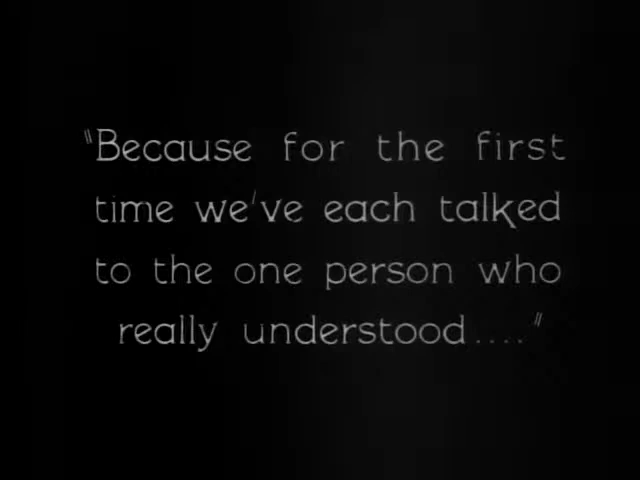 "Because for the first
time we've each talked
to the one person who
really understood...."